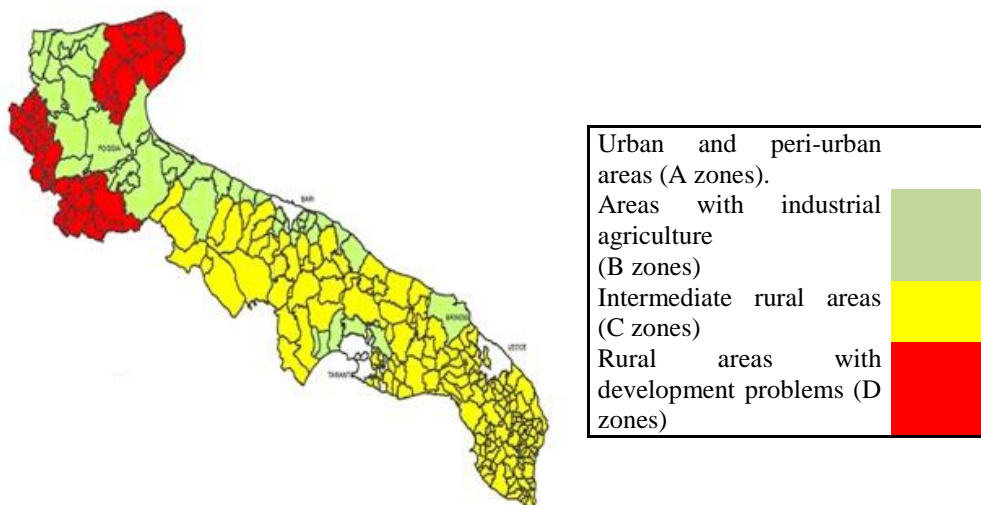 FOGGIA
BARI
BRINDISI
LECCE
TARANTO
Urban and peri-urban
areas (A zones).
Areas with industrial
agriculture
(B zones)
Intermediate rural areas
(C zones)
Rural areas with
development problems (D
zones)